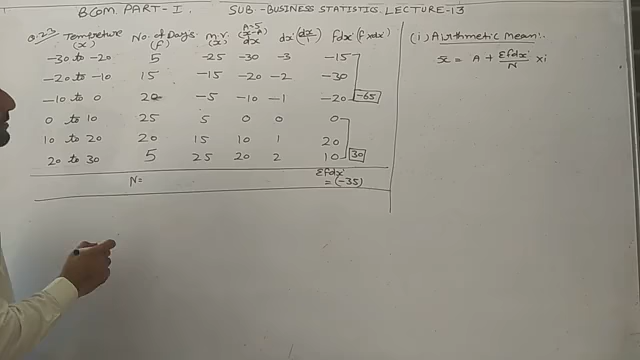 BCOM. PART-I. SUB-BUSINESS STATISTICS. LECTURE-13
Q.23 Temreture (x) No. of Days (f) m.v. (x) A=5 (x-A) dx dx' (dx/i) fdx' (f×dx')
-30 to -20 5 -25 -30 -3 -15
-20 to -10 15 -15 -20 -2 -30
-10 to 0 20 -5 -10 -1 -20 -65
0 to 10 25 5 0 0 0
10 to 20 20 15 10 1 20
20 to 30 5 25 20 2 10 30
N= Σfdx' = (-35)
(i) Arithmetic Mean:-
x̄ = A + Σfdx'/N × i